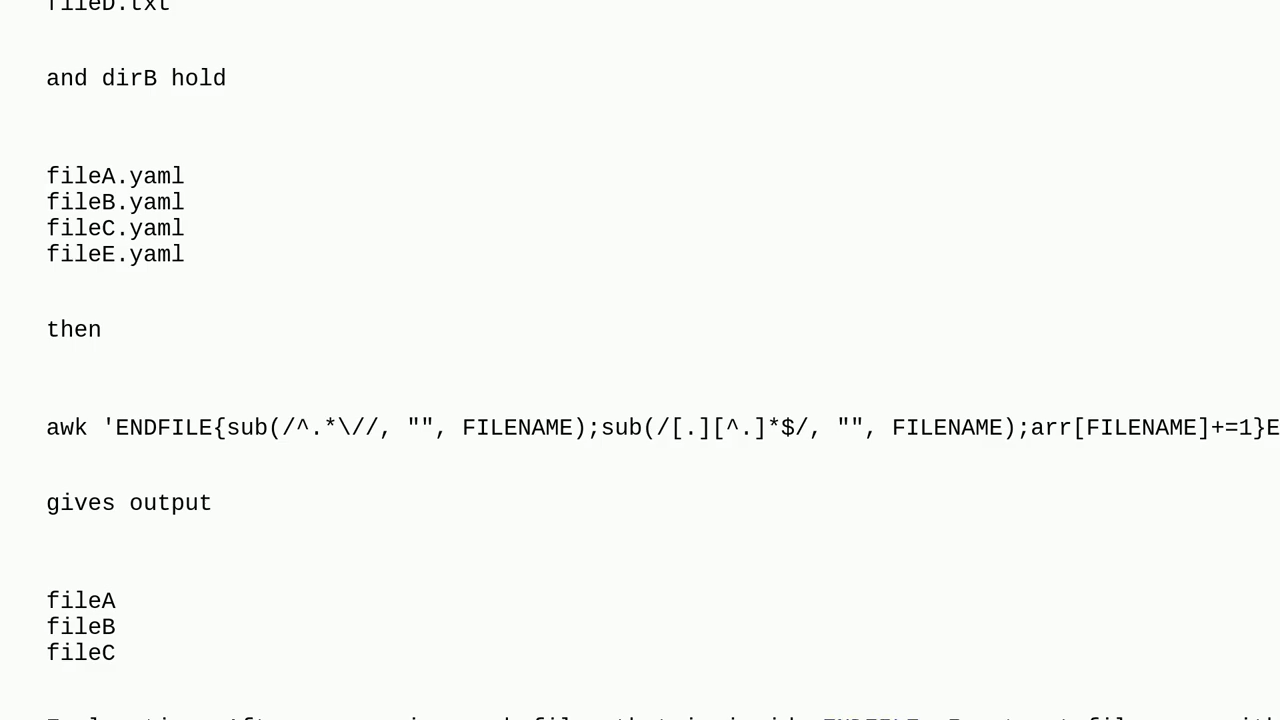 fileD.txt
and dirB hold
fileA.yaml
fileB.yaml
fileC.yaml
fileE.yaml
then
awk 'ENDFILE{sub(/^.*\//, "", FILENAME);sub(/[.][^.]*$/, "", FILENAME);arr[FILENAME]+=1}E
gives output
fileA
fileB
fileC